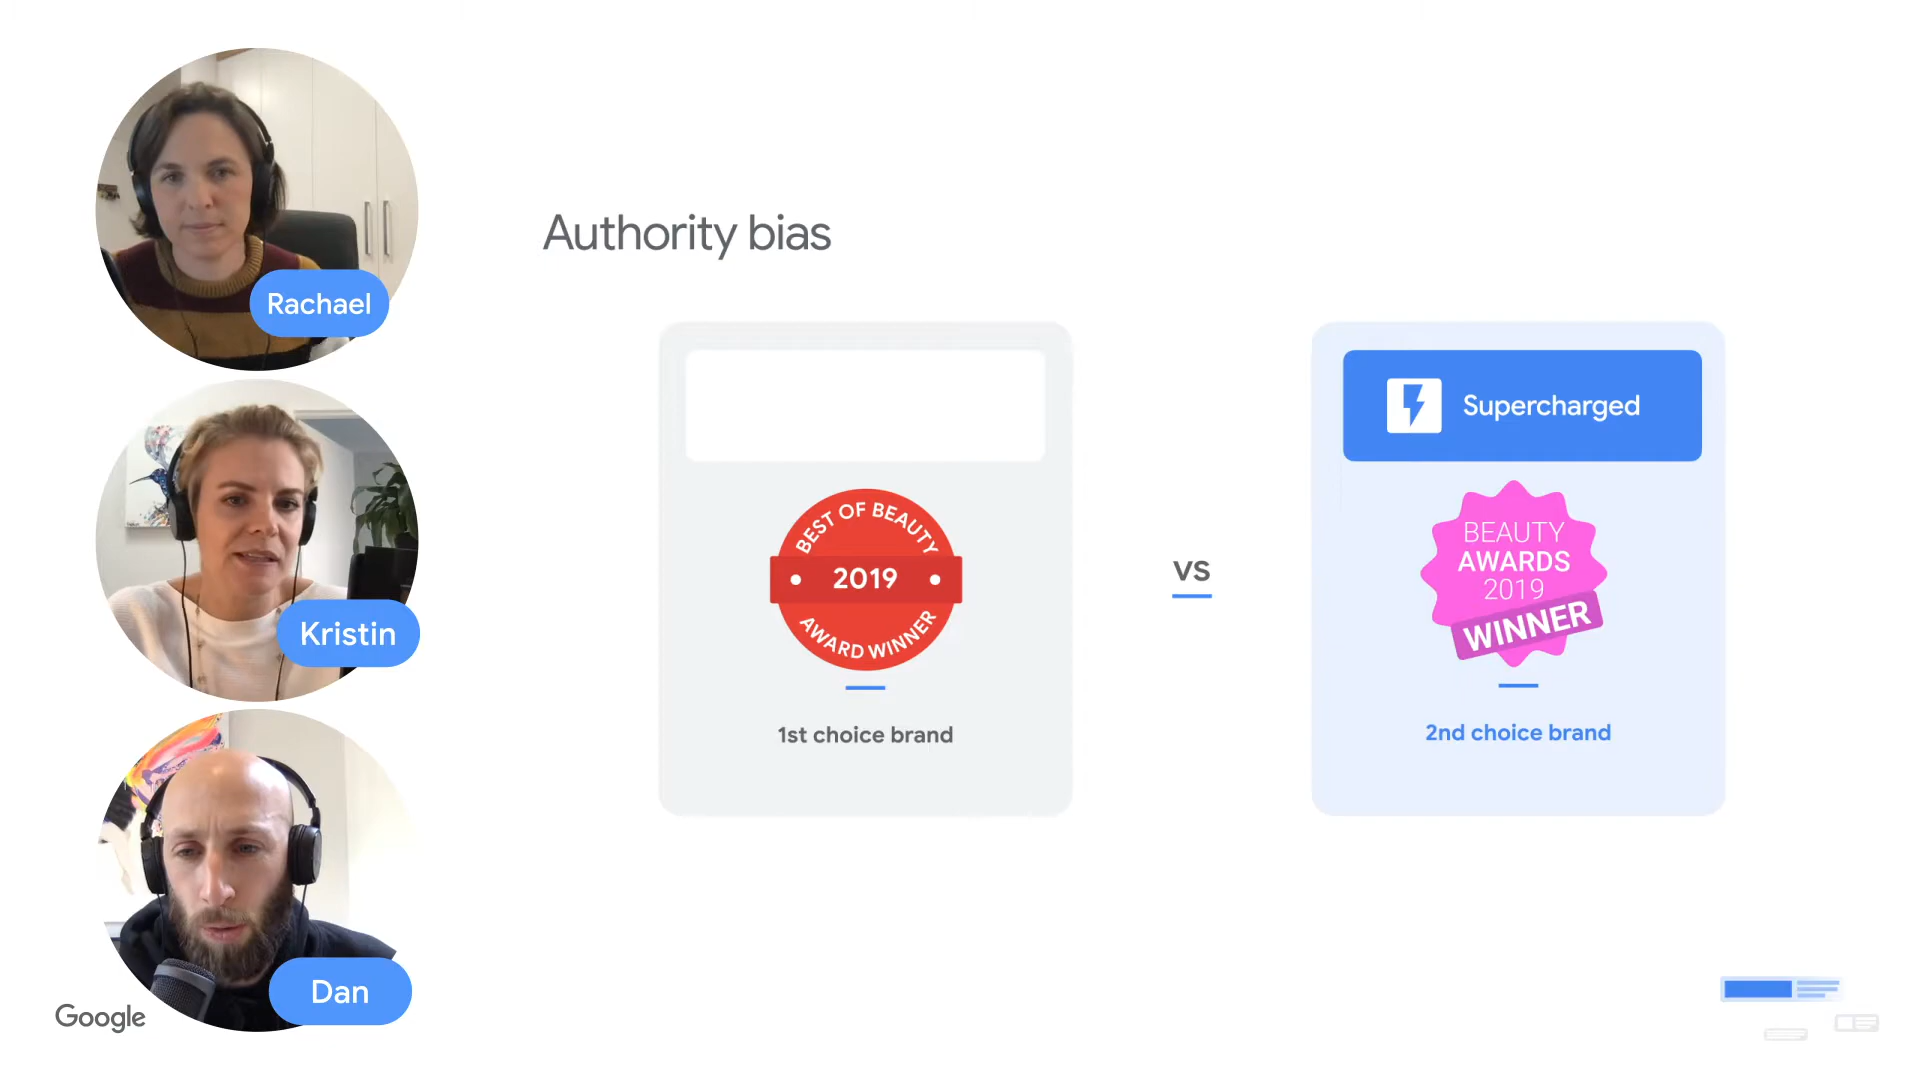 Rachael
Kristin
Dan
Google
Authority bias
BEST OF BEAUTY
2019
AWARD WINNER
1st choice brand
VS
Supercharged
BEAUTY
AWARDS
2019
WINNER
2nd choice brand